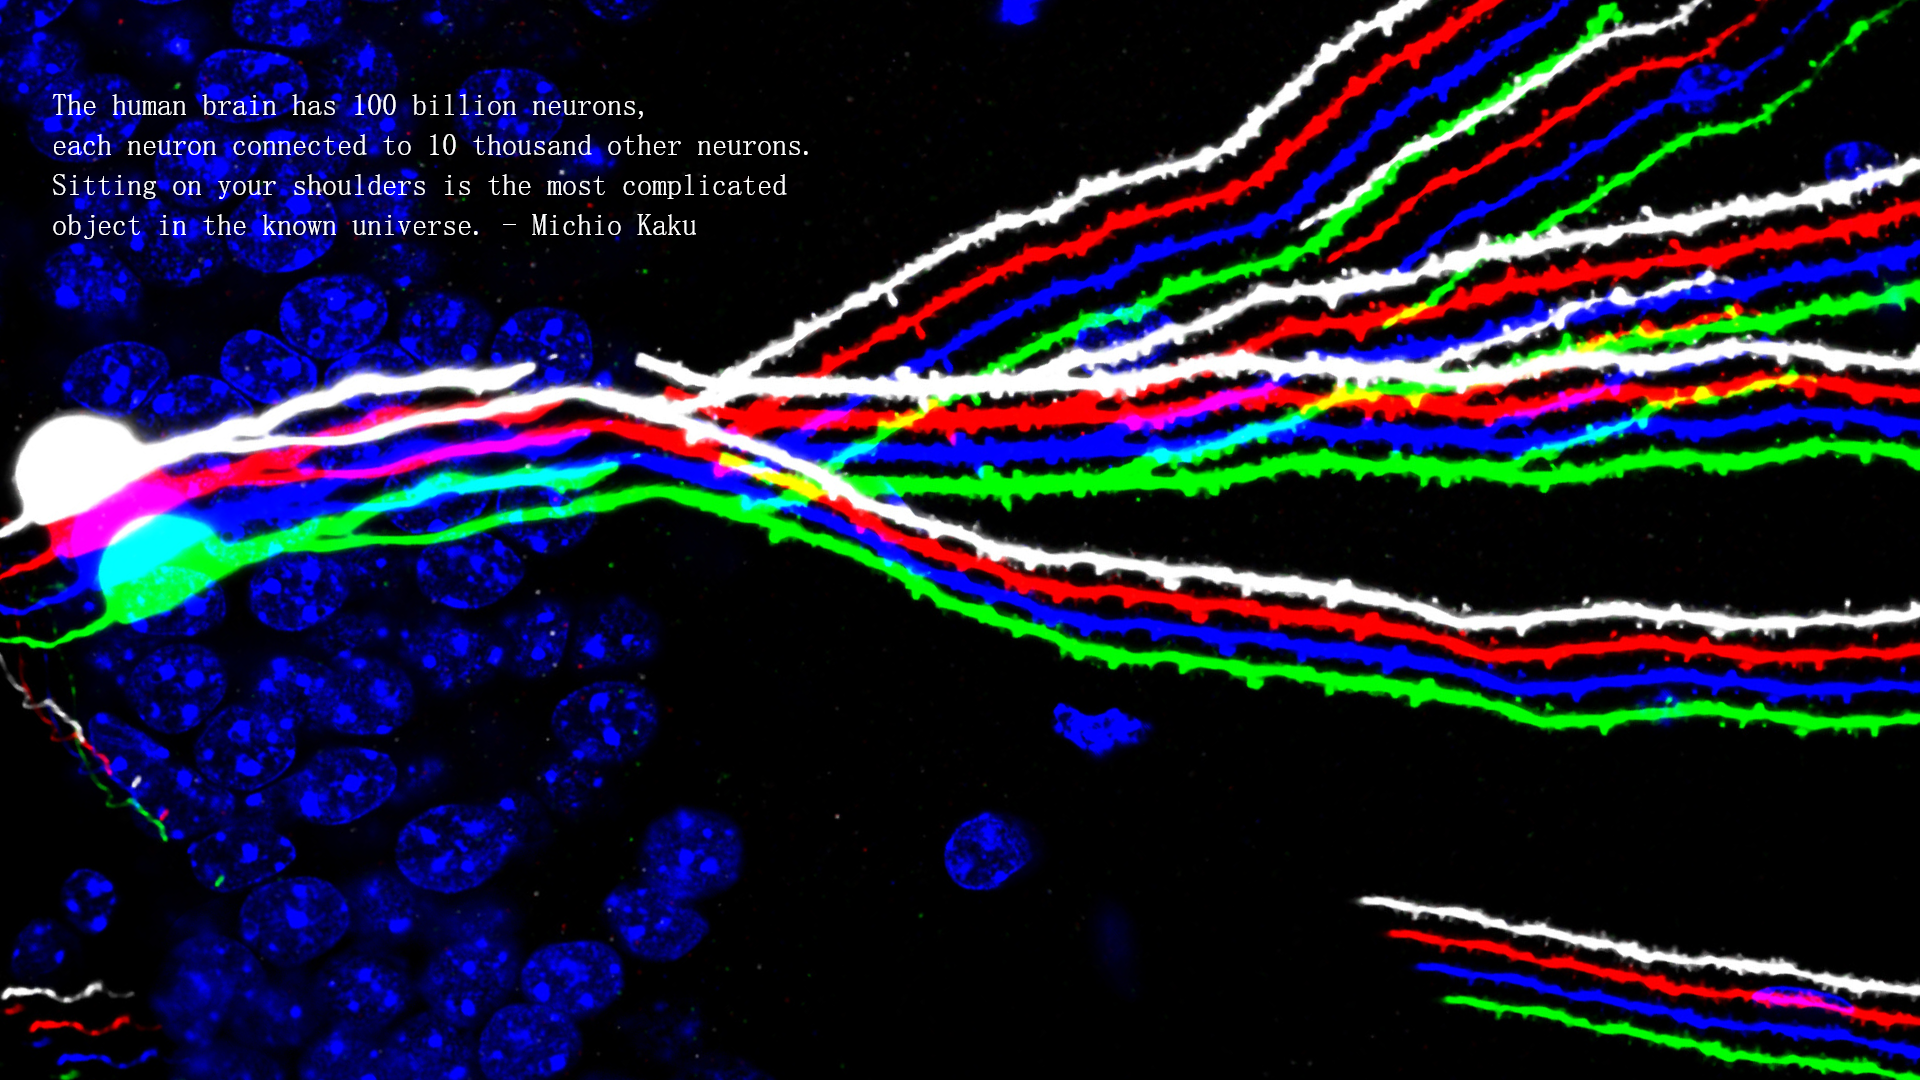 The human brain has 100 billion neurons,
each neuron connected to 10 thousand other neurons.
Sitting on your shoulders is the most complicated
object in the known universe. - Michio Kaku